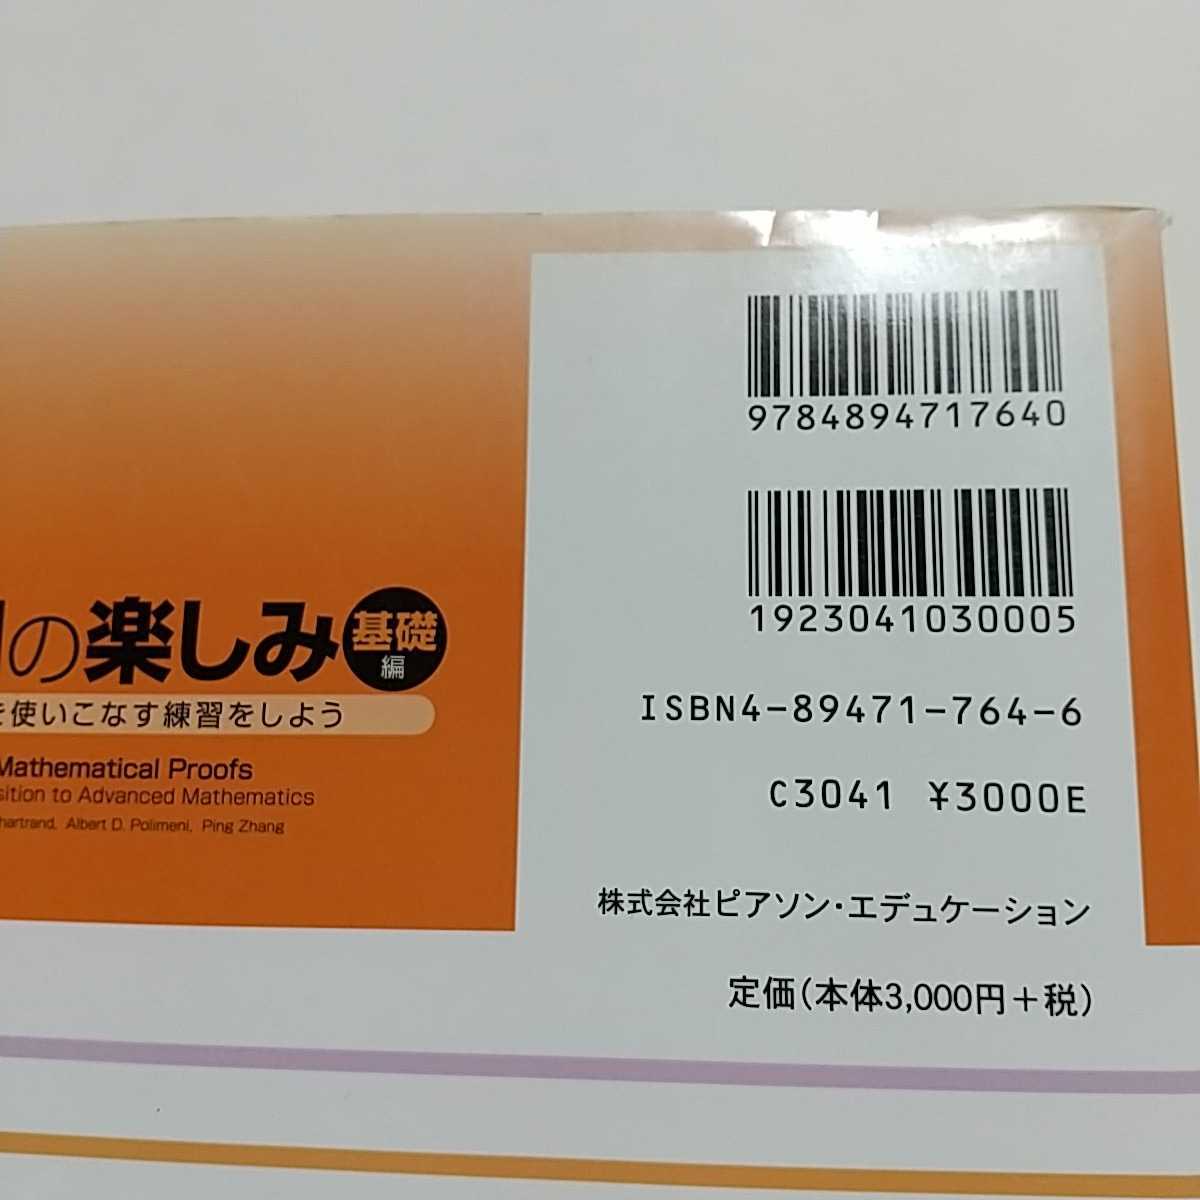 の楽しみ 基礎編
使いこなす練習をしよう
Mathematical Proofs
sition to Advanced Mathematics
hartrand, Albert D. Polimeni, Ping Zhang
9784894717640
1923041030005
ISBN4-89471-764-6
C3041 ¥3000E
株式会社ピアソン・エデュケーション
定価(本体3,000円+税)